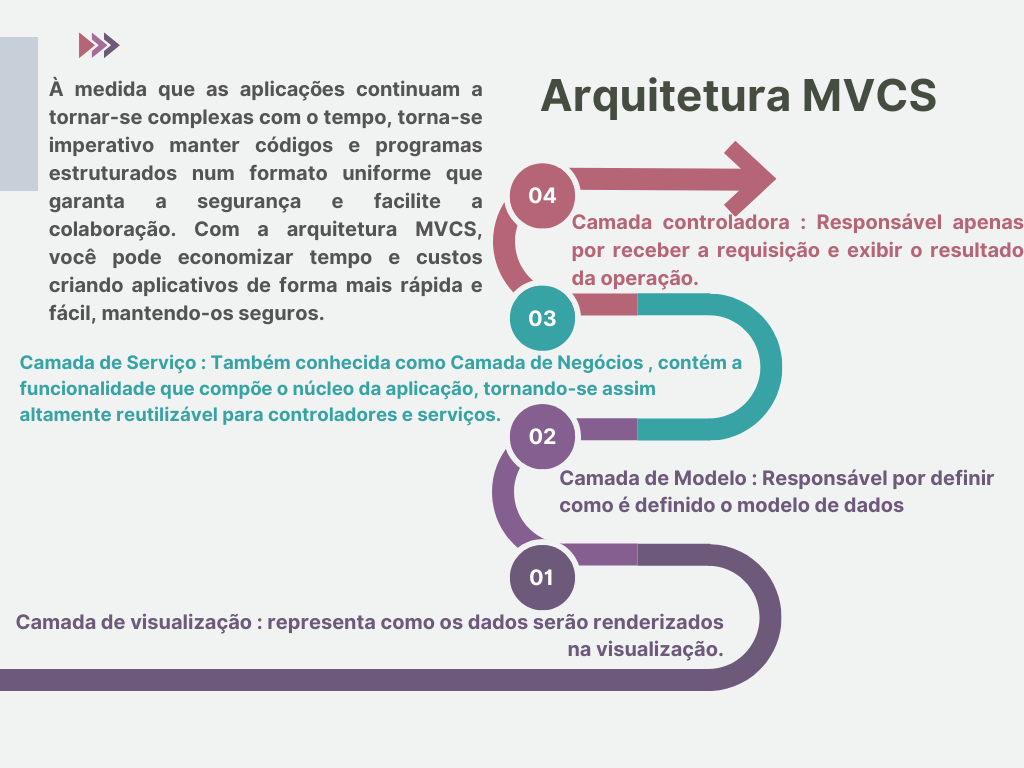 À medida que as aplicações continuam a
tornar-se complexas com o tempo, torna-se
imperativo manter códigos e programas
estruturados num formato uniforme que
garanta a segurança e facilite a
colaboração. Com a arquitetura MVCS,
você pode economizar tempo e custos
criando aplicativos de forma mais rápida e
fácil, mantendo-os seguros.
Arquitetura MVCS
04
Camada controladora : Responsável apenas
por receber a requisição e exibir o resultado
da operação.
03
Camada de Serviço : Também conhecida como Camada de Negócios , contém a
funcionalidade que compõe o núcleo da aplicação, tornando-se assim
altamente reutilizável para controladores e serviços.
02
Camada de Modelo : Responsável por definir
como é definido o modelo de dados
01
Camada de visualização : representa como os dados serão renderizados
na visualização.